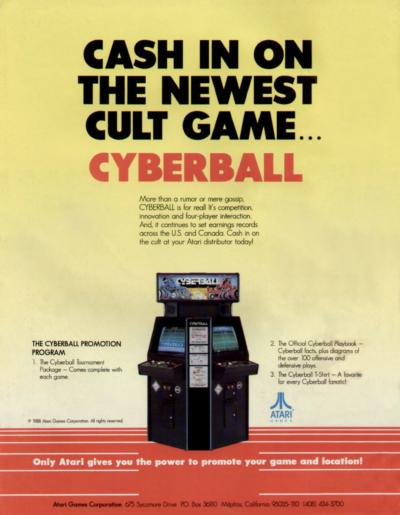 CASH IN ON
THE NEWEST
CULT GAME...
CYBERBALL
More than a rumor or mere gossip,
CYBERBALL is for real! It's competition,
innovation and four-player interaction.
And, it continues to set earnings records
across the U.S. and Canada. Cash in on
the cult at your Atari distributor today!
CYBERBALL
CYBERBALL
THE CYBERBALL PROMOTION
PROGRAM
1. The Cyberball Tournament
Package – Comes complete with
each game.
2. The Official Cyberball Playbook –
Cyberball facts, plus diagrams of
the over 100 offensive and
defensive plays.
3. The Cyberball T-Shirt – A favorite
for every Cyberball fanatic!
ATARI
GAMES
© 1988 Atari Games Corporation. All rights reserved.
Only Atari gives you the power to promote your game and location!
Atari Games Corporation 675 Sycamore Drive P.O. Box 36110 Milpitas, California 95035-1110 (408) 434-3700